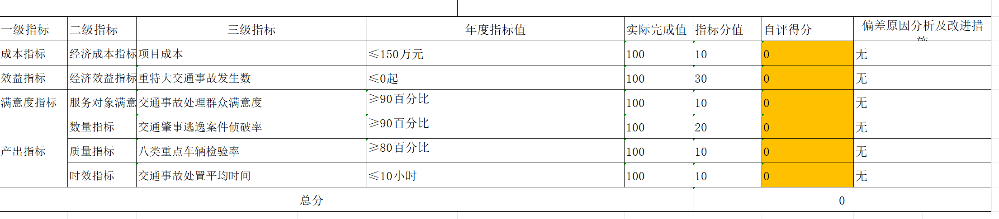 一级指标 二级指标 三级指标 年度指标值 实际完成值 指标分值 自评得分 偏差原因分析及改进措
成本指标 经济成本指标 项目成本 ≤150万元 100 10 0 无
效益指标 经济效益指标 重特大交通事故发生数 ≤0起 100 30 0 无
满意度指标 服务对象满意 交通事故处理群众满意度 ≥90百分比 100 10 0 无
产出指标 数量指标 交通肇事逃逸案件侦破率 ≥90百分比 100 20 0 无
质量指标 八类重点车辆检验率 ≥80百分比 100 10 0 无
时效指标 交通事故处置平均时间 ≤10小时 100 10 0 无
总分 0